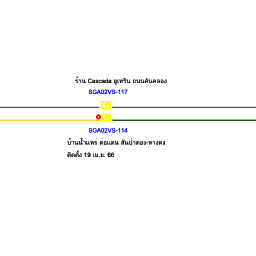 ร้าน Cascada ยูเทริน ถนนคันคลอง
SGA02VS-117
SGA02VS-114
บ้านน้ำแพร่ ต่อแดน สันป่าตอง-หางดง
ติดตั้ง 19 เม.ย. 66